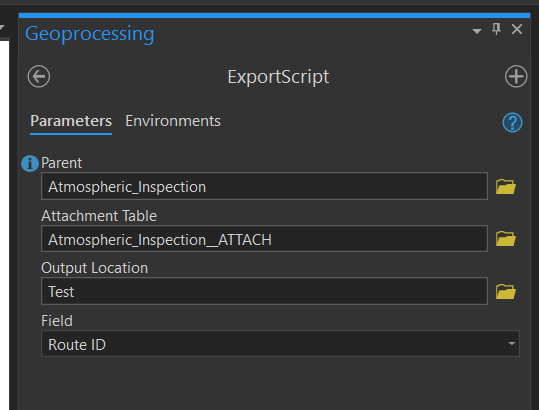 Geoprocessing
ExportScript
Parameters Environments
Parent
Atmospheric_Inspection
Attachment Table
Atmospheric_Inspection__ATTACH
Output Location
Test
Field
Route ID